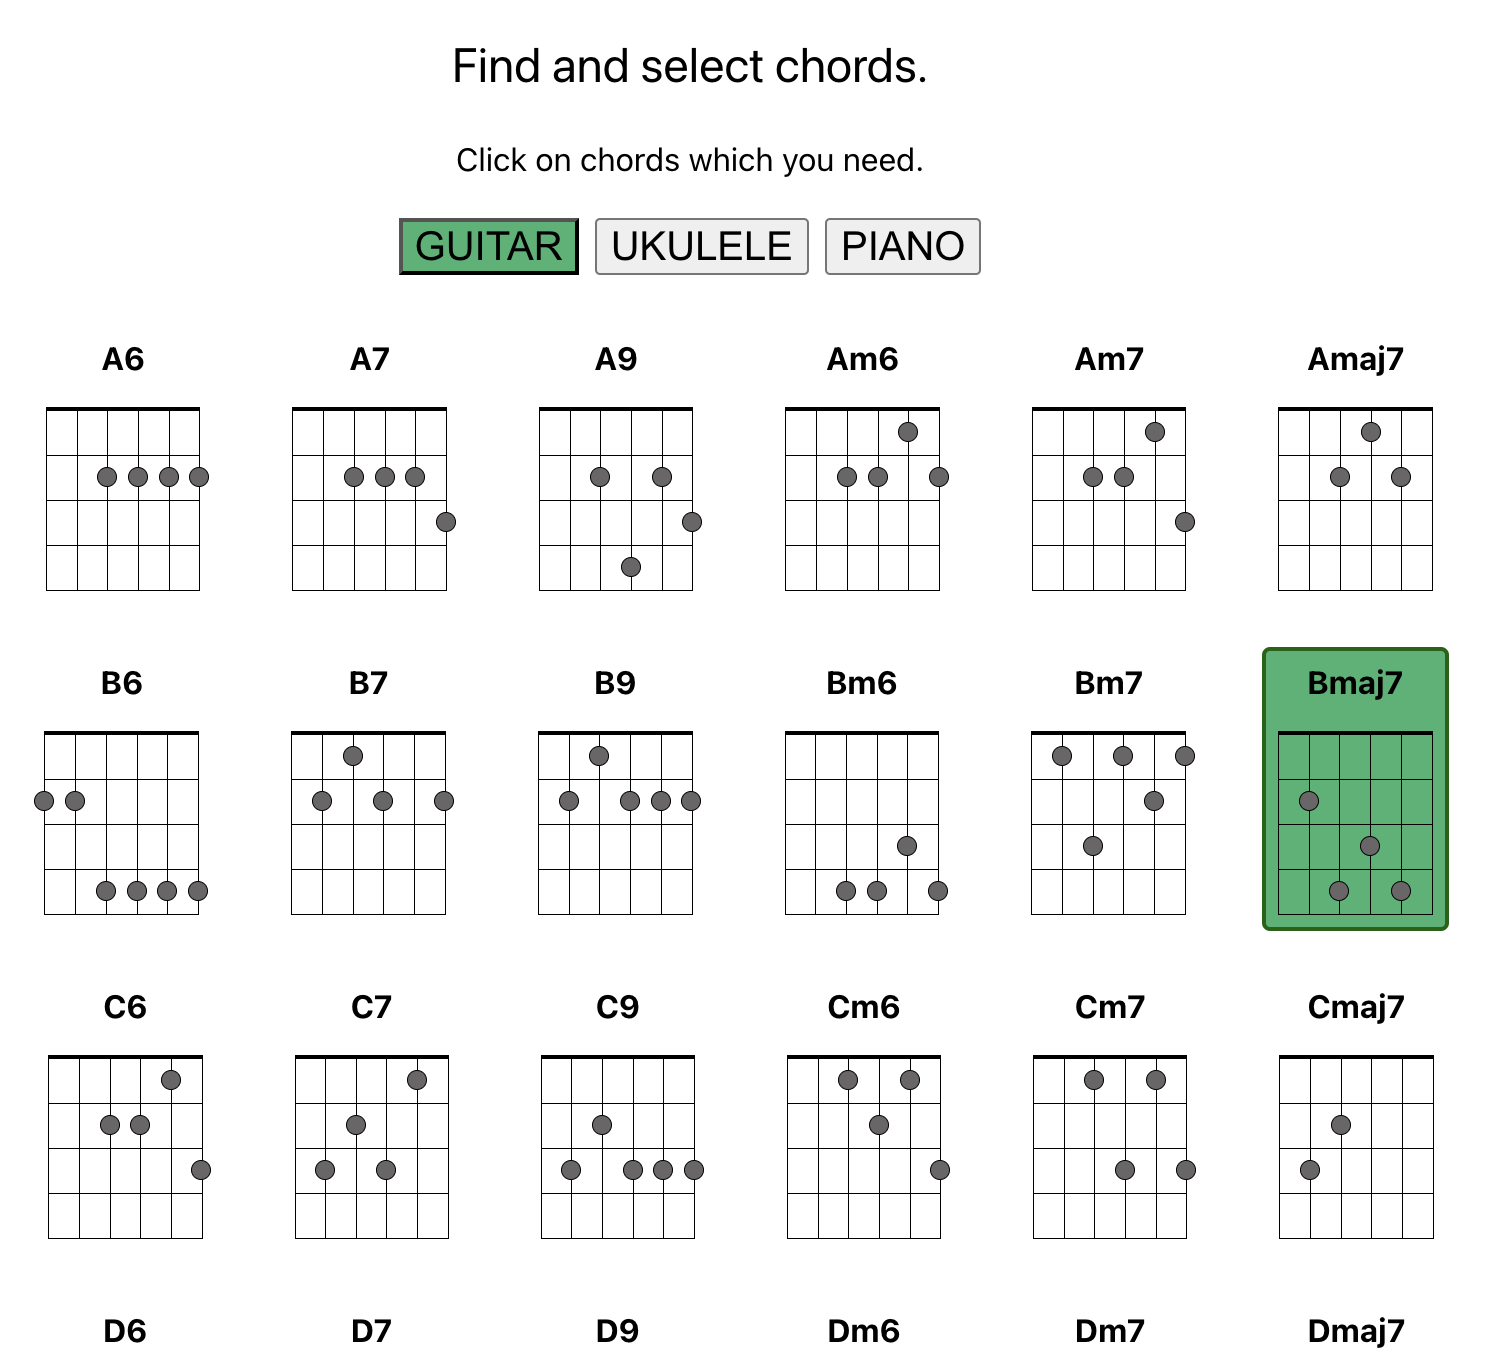 Find and select chords.
Click on chords which you need.
GUITAR UKULELE PIANO
A6 A7 A9 Am6 Am7 Amaj7
B6 B7 B9 Bm6 Bm7 Bmaj7
C6 C7 C9 Cm6 Cm7 Cmaj7
D6 D7 D9 Dm6 Dm7 Dmaj7